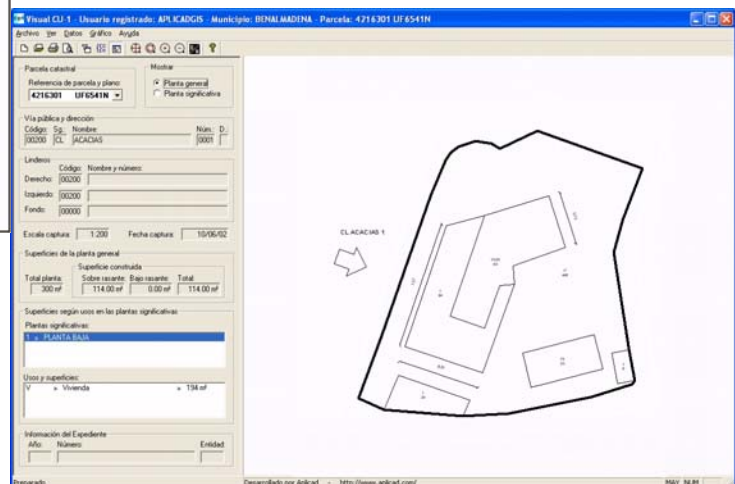 Visual CU-1 - Usuario registrado: APLICADGIS - Municipio: BENALMADENA - Parcela: 4216301 UF6541N
Archivo Ver Datos Gráfico Ayuda
Parcela catastral
Referencia de parcela y plano:
4216301 UF6541N
Mostrar
Planta general
Planta significativa
Vía pública y dirección
Código: Sg.: Nombre Núm.: D.:
00200 CL ACACIAS 0001
Linderos
Código: Nombre y número:
Derecho: 00200
Izquierdo: 00200
Fondo: 00000
Escala captura: 1:200 Fecha captura: 10/06/02
Superficies de la planta general
Superficie construida
Total planta: Sobre rasante: Bajo rasante: Total:
300 m² 114.00 m² 0.00 m² 114.00 m²
Superficies según usos en las plantas significativas
Plantas significativas:
1 » PLANTA BAJA
Usos y superficies:
V » Vivienda » 194 m²
Información del Expediente
Año: Número: Entidad:
Preparado
Desarrollado por Aplicad - http://www.aplicad.com/
MAY NUM
CL ACACIAS 1